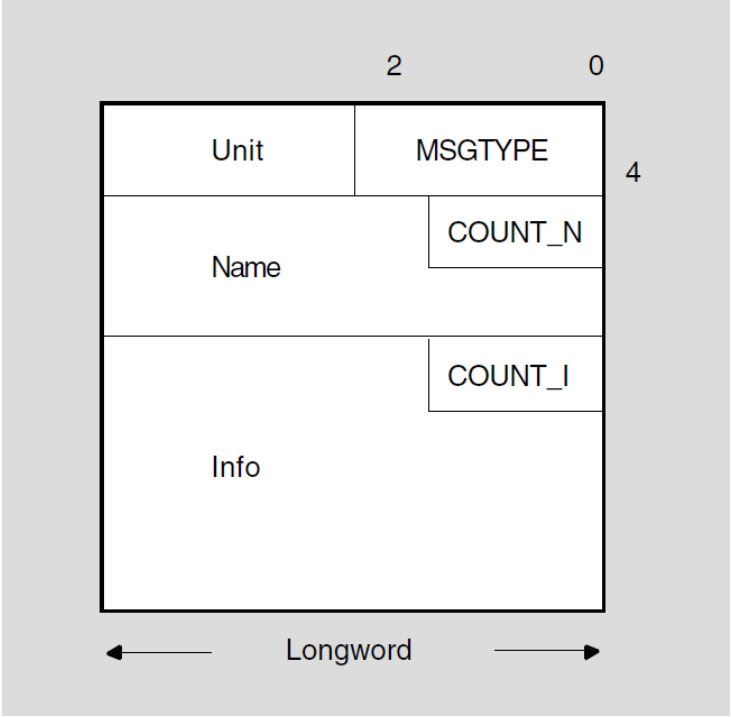 2 0
Unit MSGTYPE
4
COUNT_N
Name
COUNT_I
Info
Longword